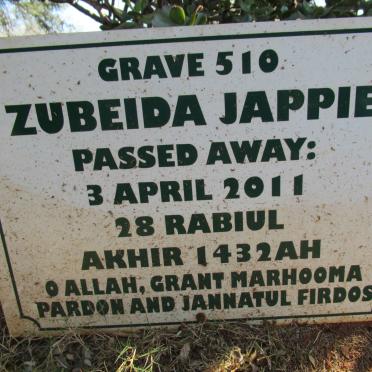 GRAVE 510
ZUBEIDA JAPPIE
PASSED AWAY:
3 APRIL 2011
28 RABIUL
AKHIR 1432AH
O ALLAH, GRANT MARHOOMA
PARDON AND JANNATUL FIRDOS